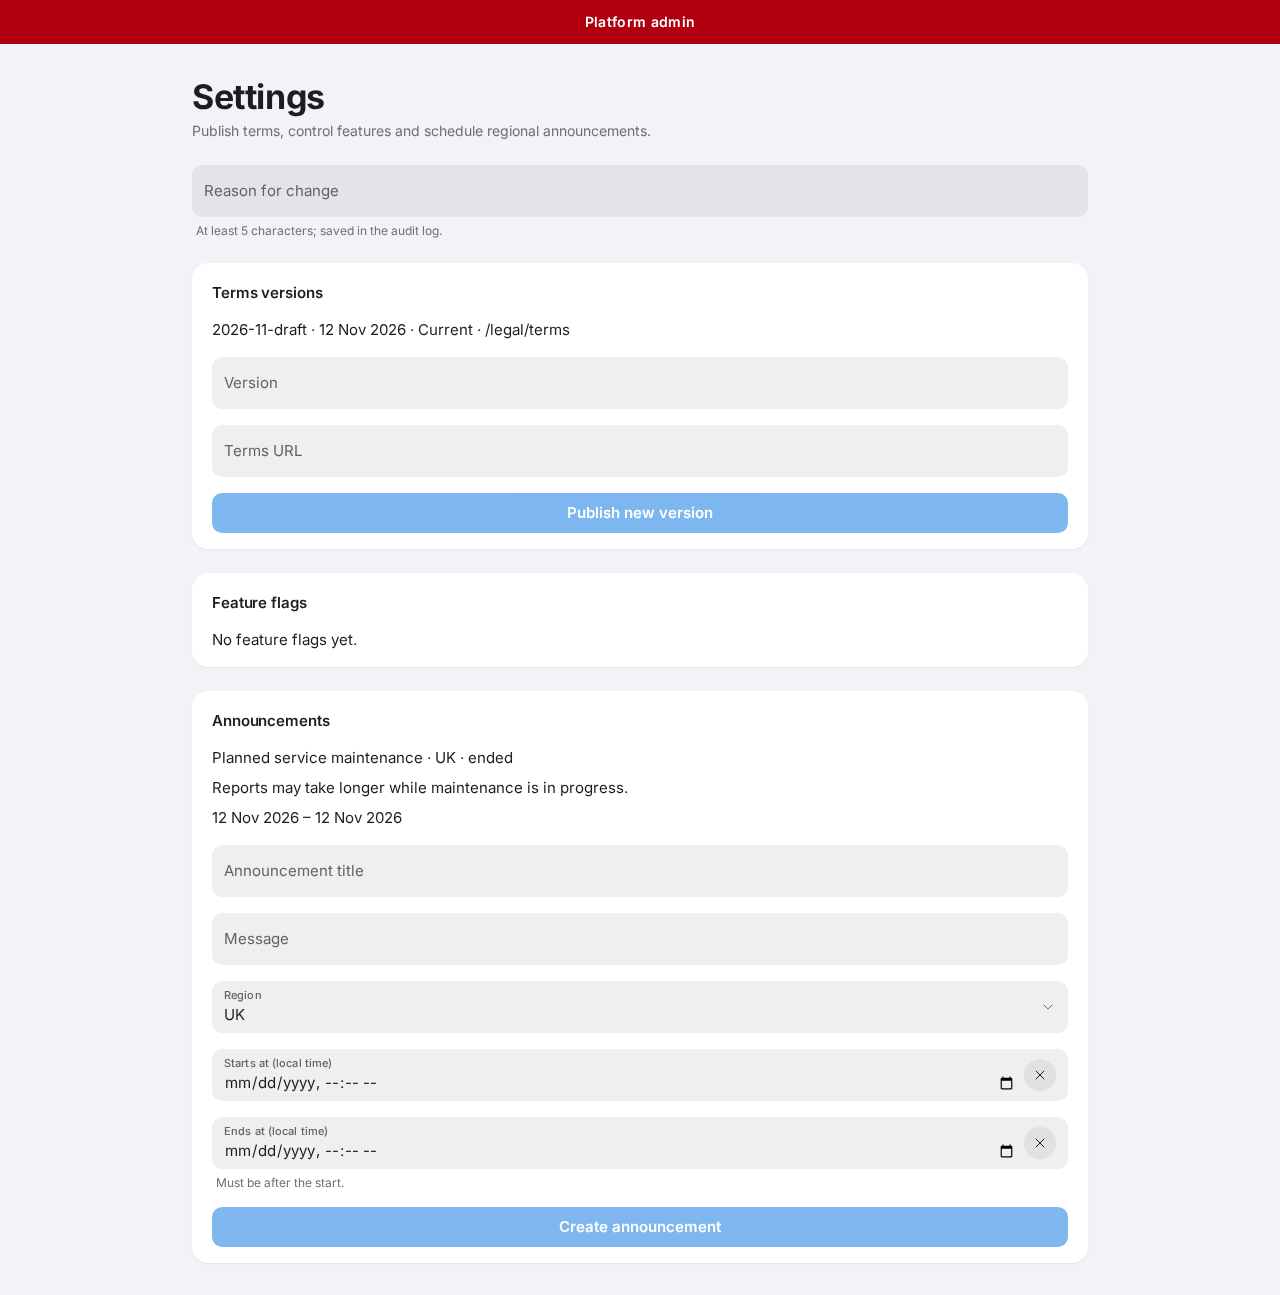 Platform admin
Settings
Publish terms, control features and schedule regional announcements.
Reason for change
At least 5 characters; saved in the audit log.
Terms versions
2026-11-draft · 12 Nov 2026 · Current · /legal/terms
Version
Terms URL
Publish new version
Feature flags
No feature flags yet.
Announcements
Planned service maintenance · UK · ended
Reports may take longer while maintenance is in progress.
12 Nov 2026 – 12 Nov 2026
Announcement title
Message
Region
UK
Starts at (local time)
mm/dd/yyyy, --:-- --
Ends at (local time)
mm/dd/yyyy, --:-- --
Must be after the start.
Create announcement